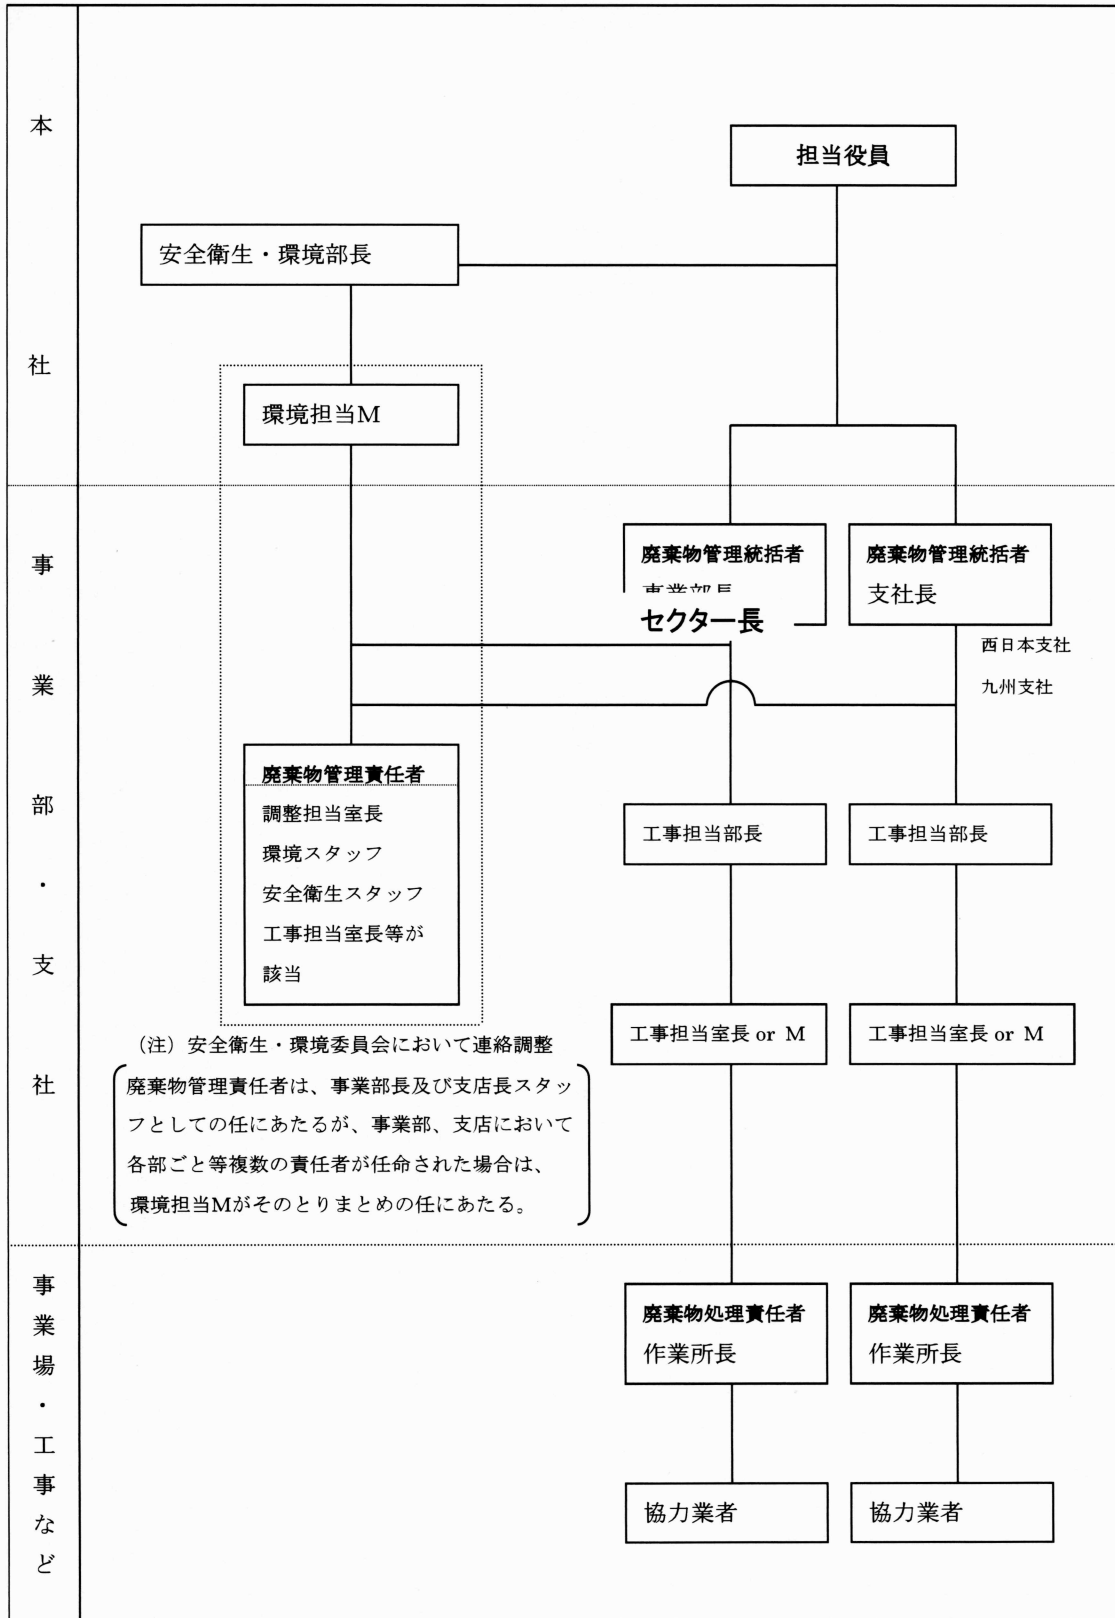 本社
担当役員
安全衛生・環境部長
環境担当M
事業部・支社
廃棄物管理統括者
事業部長
セクター長
廃棄物管理統括者
支社長
西日本支社
九州支社
廃棄物管理責任者
調整担当室長
環境スタッフ
安全衛生スタッフ
工事担当室長等が
該当
工事担当部長
工事担当部長
工事担当室長 or M
工事担当室長 or M
（注）安全衛生・環境委員会において連絡調整
廃棄物管理責任者は、事業部長及び支店長スタッ
フとしての任にあたるが、事業部、支店において
各部ごと等複数の責任者が任命された場合は、
環境担当Mがそのとりまとめの任にあたる。
事業場・工事など
廃棄物処理責任者
作業所長
廃棄物処理責任者
作業所長
協力業者
協力業者